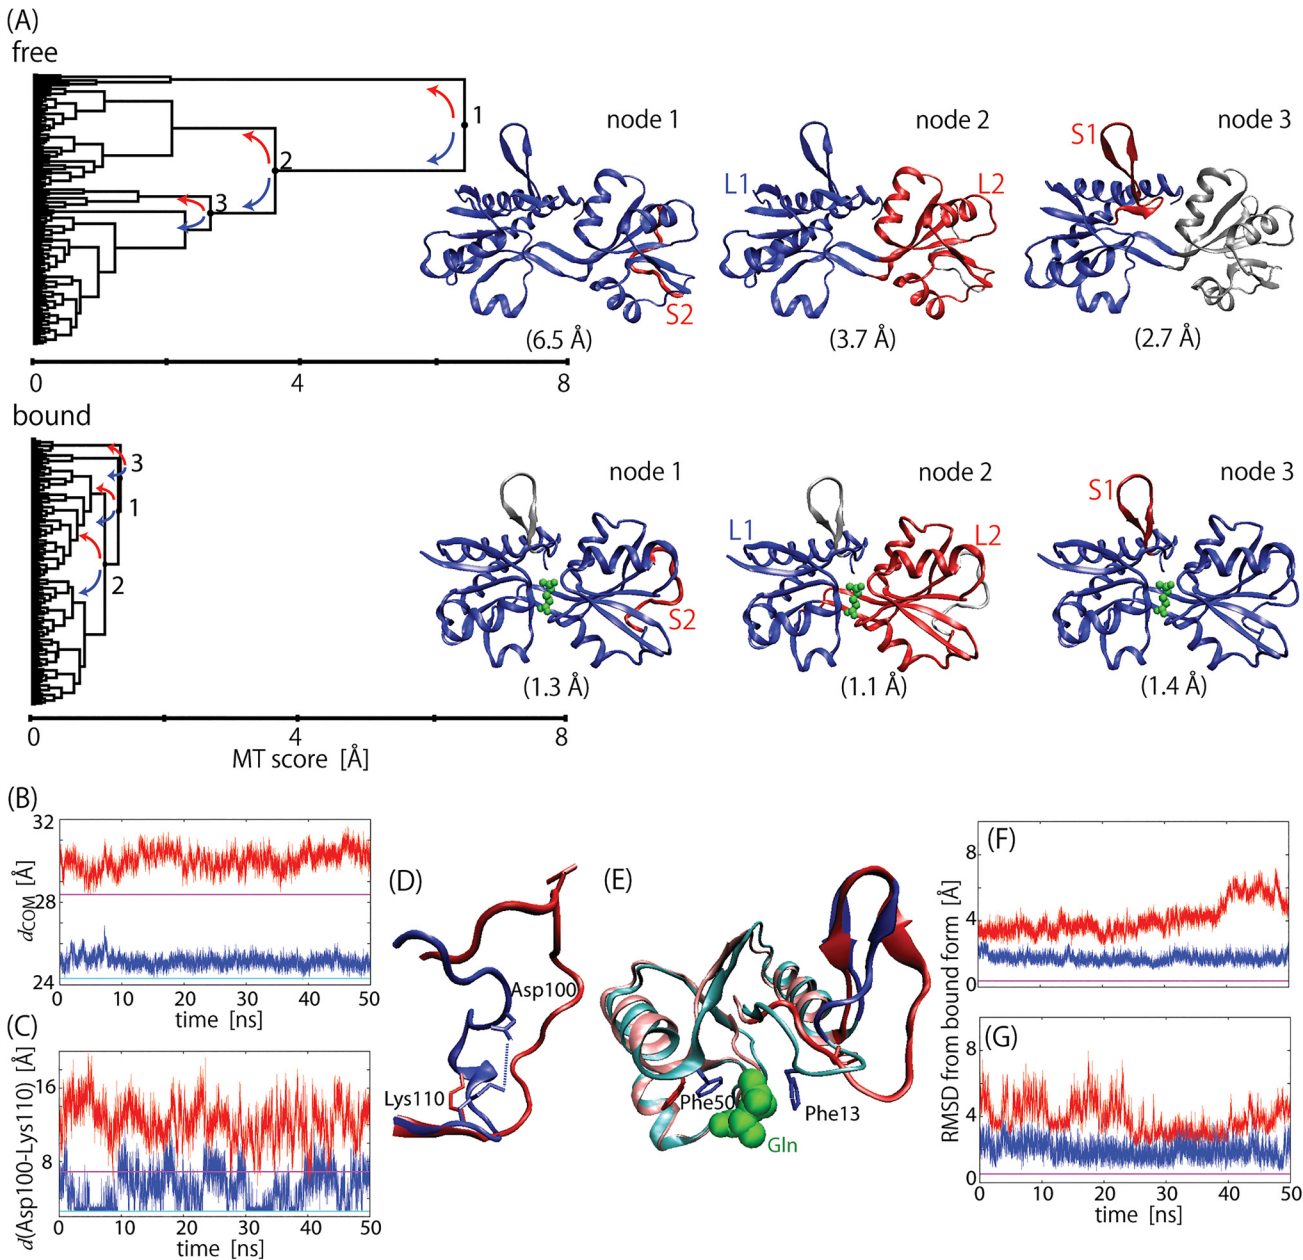 (A)
free
1
2
3
node 1
S2
(6.5 Å)
node 2
L1
L2
(3.7 Å)
node 3
S1
(2.7 Å)
0 4 8
bound
3
1
2
node 1
S2
(1.3 Å)
node 2
L1
L2
(1.1 Å)
node 3
S1
(1.4 Å)
0 4 8
MT score [Å]
(B)
dCOM [Å]
32
28
24
0 10 20 30 40 50
time [ns]
(C)
d(Asp100-Lys110) [Å]
16
8
0 10 20 30 40 50
time [ns]
(D)
Asp100
Lys110
(E)
Phe50
Phe13
Gln
RMSD from bound form [Å]
(F)
8
4
0
(G)
8
4
0
0 10 20 30 40 50
time [ns]